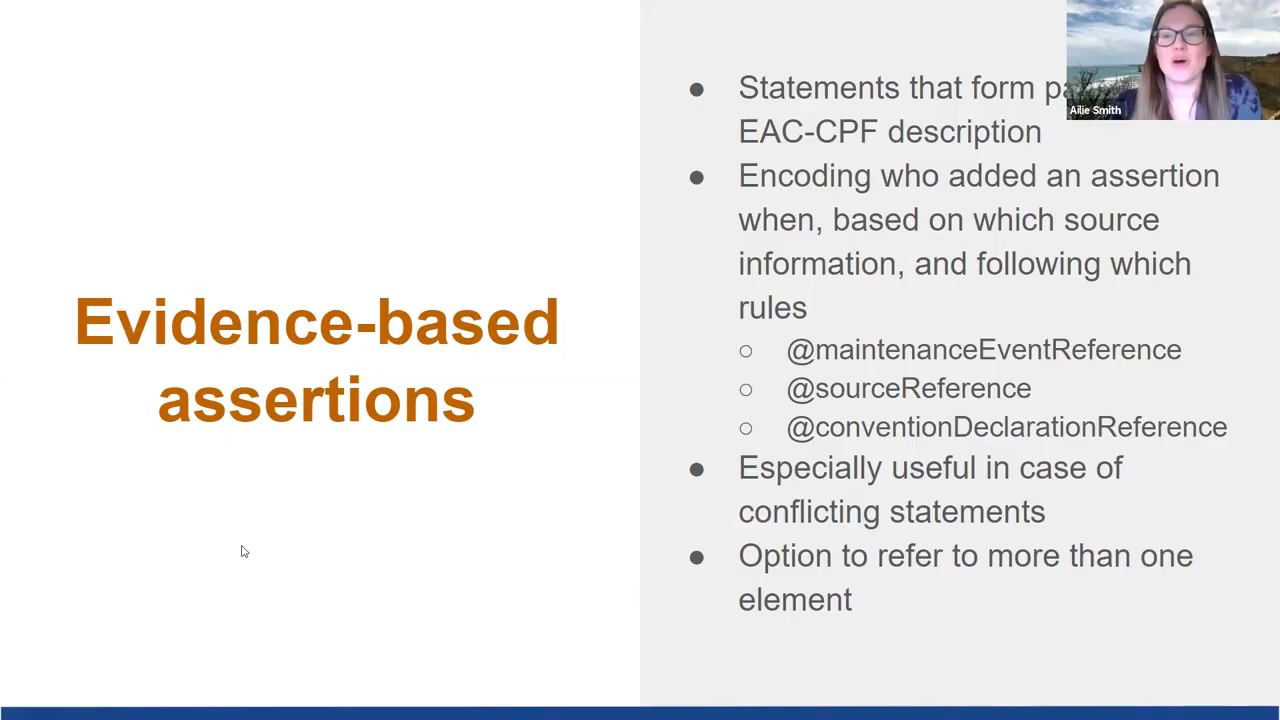 Evidence-based
assertions
● Statements that form
EAC-CPF description
● Encoding who added an assertion
when, based on which source
information, and following which
rules
○ @maintenanceEventReference
○ @sourceReference
○ @conventionDeclarationReference
● Especially useful in case of
conflicting statements
● Option to refer to more than one
element
Ailie Smith